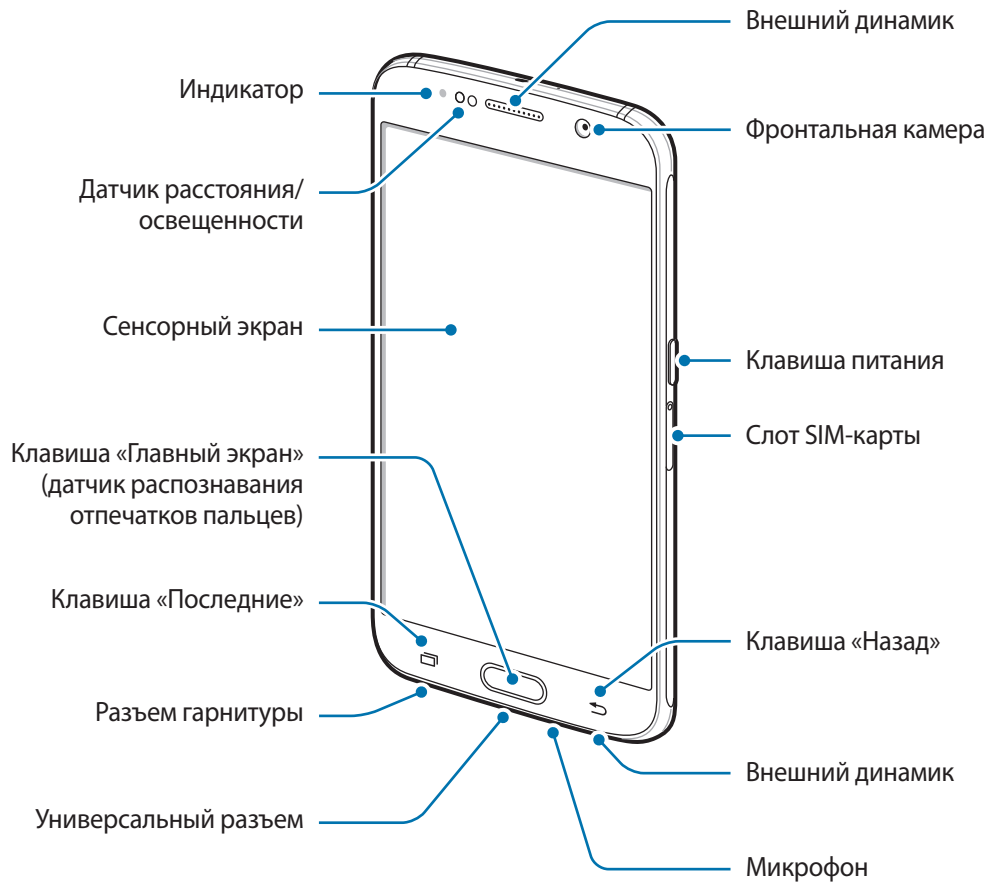 Внешний динамик
Индикатор
Фронтальная камера
Датчик расстояния/
освещенности
Сенсорный экран
Клавиша питания
Слот SIM-карты
Клавиша «Главный экран»
(датчик распознавания
отпечатков пальцев)
Клавиша «Последние»
Клавиша «Назад»
Разъем гарнитуры
Внешний динамик
Универсальный разъем
Микрофон